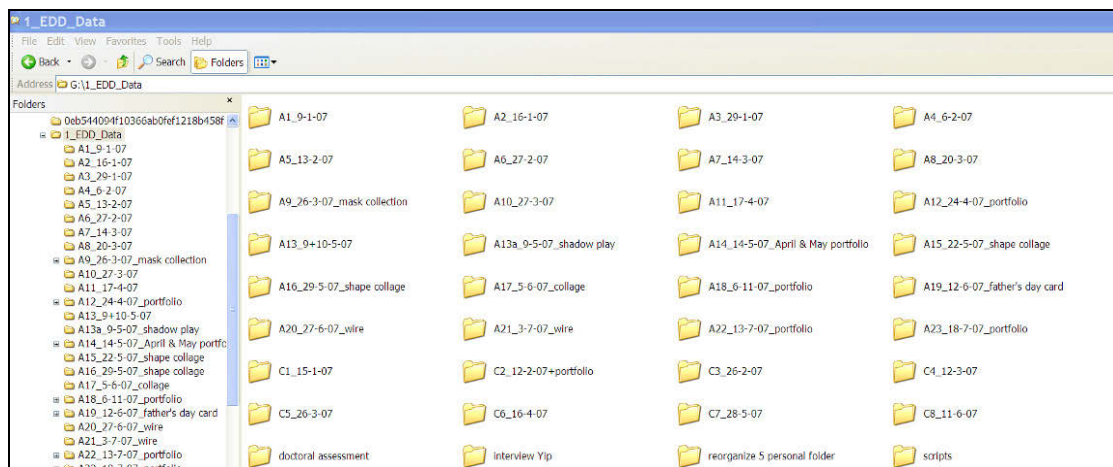 1_EDD_Data
File Edit View Favorites Tools Help
Back Search Folders
Address G:\1_EDD_Data
Folders x
0eb544094f10366ab0fef1218b458f
1_EDD_Data
A1_9-1-07
A2_16-1-07
A3_29-1-07
A4_6-2-07
A5_13-2-07
A6_27-2-07
A7_14-3-07
A8_20-3-07
A9_26-3-07_mask collection
A10_27-3-07
A11_17-4-07
A12_24-4-07_portfolio
A13_9+10-5-07
A13a_9-5-07_shadow play
A14_14-5-07_April & May portfo
A15_22-5-07_shape collage
A16_29-5-07_shape collage
A17_5-6-07_collage
A18_6-11-07_portfolio
A19_12-6-07_father's day card
A20_27-6-07_wire
A21_3-7-07_wire
A22_13-7-07_portfolio
A1_9-1-07 A2_16-1-07 A3_29-1-07 A4_6-2-07
A5_13-2-07 A6_27-2-07 A7_14-3-07 A8_20-3-07
A9_26-3-07_mask collection A10_27-3-07 A11_17-4-07 A12_24-4-07_portfolio
A13_9+10-5-07 A13a_9-5-07_shadow play A14_14-5-07_April & May portfolio A15_22-5-07_shape collage
A16_29-5-07_shape collage A17_5-6-07_collage A18_6-11-07_portfolio A19_12-6-07_father's day card
A20_27-6-07_wire A21_3-7-07_wire A22_13-7-07_portfolio A23_18-7-07_portfolio
C1_15-1-07 C2_12-2-07+portfolio C3_26-2-07 C4_12-3-07
C5_26-3-07 C6_16-4-07 C7_28-5-07 C8_11-6-07
doctoral assessment interview Yip reorganize 5 personal folder scripts